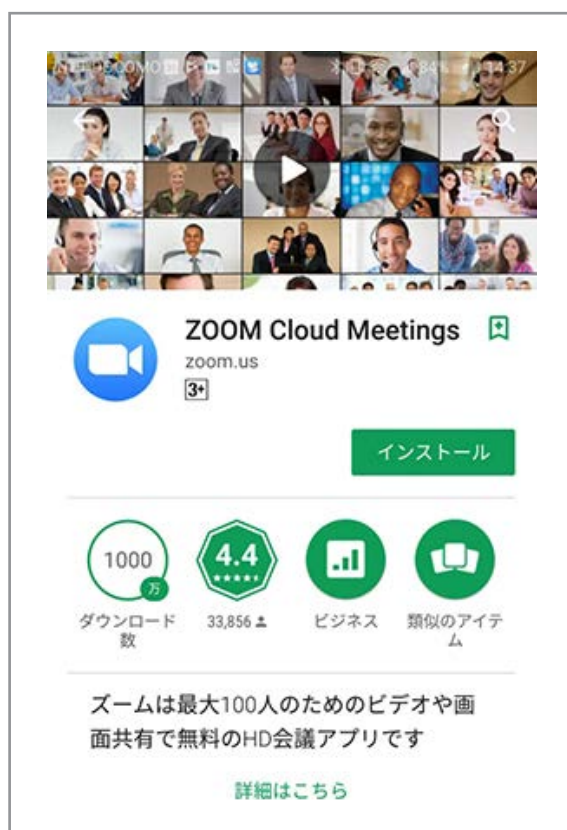 84% 14:37
ZOOM Cloud Meetings
zoom.us
3+
インストール
1000
万
4.4
ダウンロード
数
33,856
ビジネス
類似のアイテ
ム
ズームは最大100人のためのビデオや画
面共有で無料のHD会議アプリです
詳細はこちら